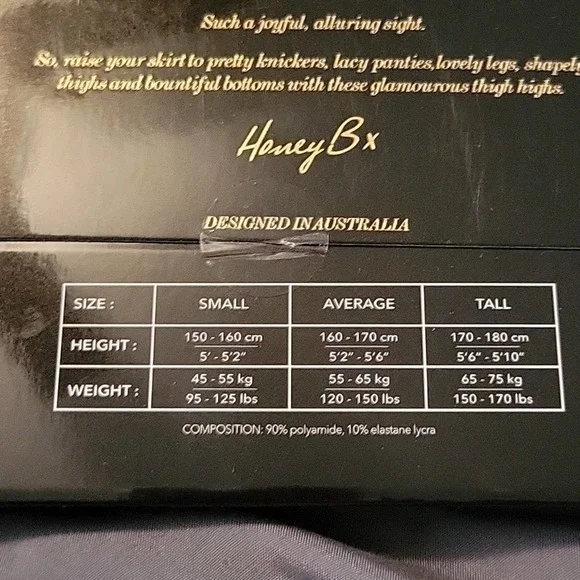 Such a joyful, alluring sight.
So, raise your skirt to pretty knickers, lacy panties, lovely legs,
thighs and bountiful bottoms with these glamourous thigh highs.
Honey B x
DESIGNED IN AUSTRALIA
SIZE : SMALL AVERAGE TALL
HEIGHT : 150 - 160 cm 160 - 170 cm 170 - 180 cm
5' - 5'2" 5'2" - 5'6" 5'6" - 5'10"
WEIGHT : 45 - 55 kg 55 - 65 kg 65 - 75 kg
95 - 125 lbs 120 - 150 lbs 150 - 170 lbs
COMPOSITION: 90% polyamide, 10% elastane lycra